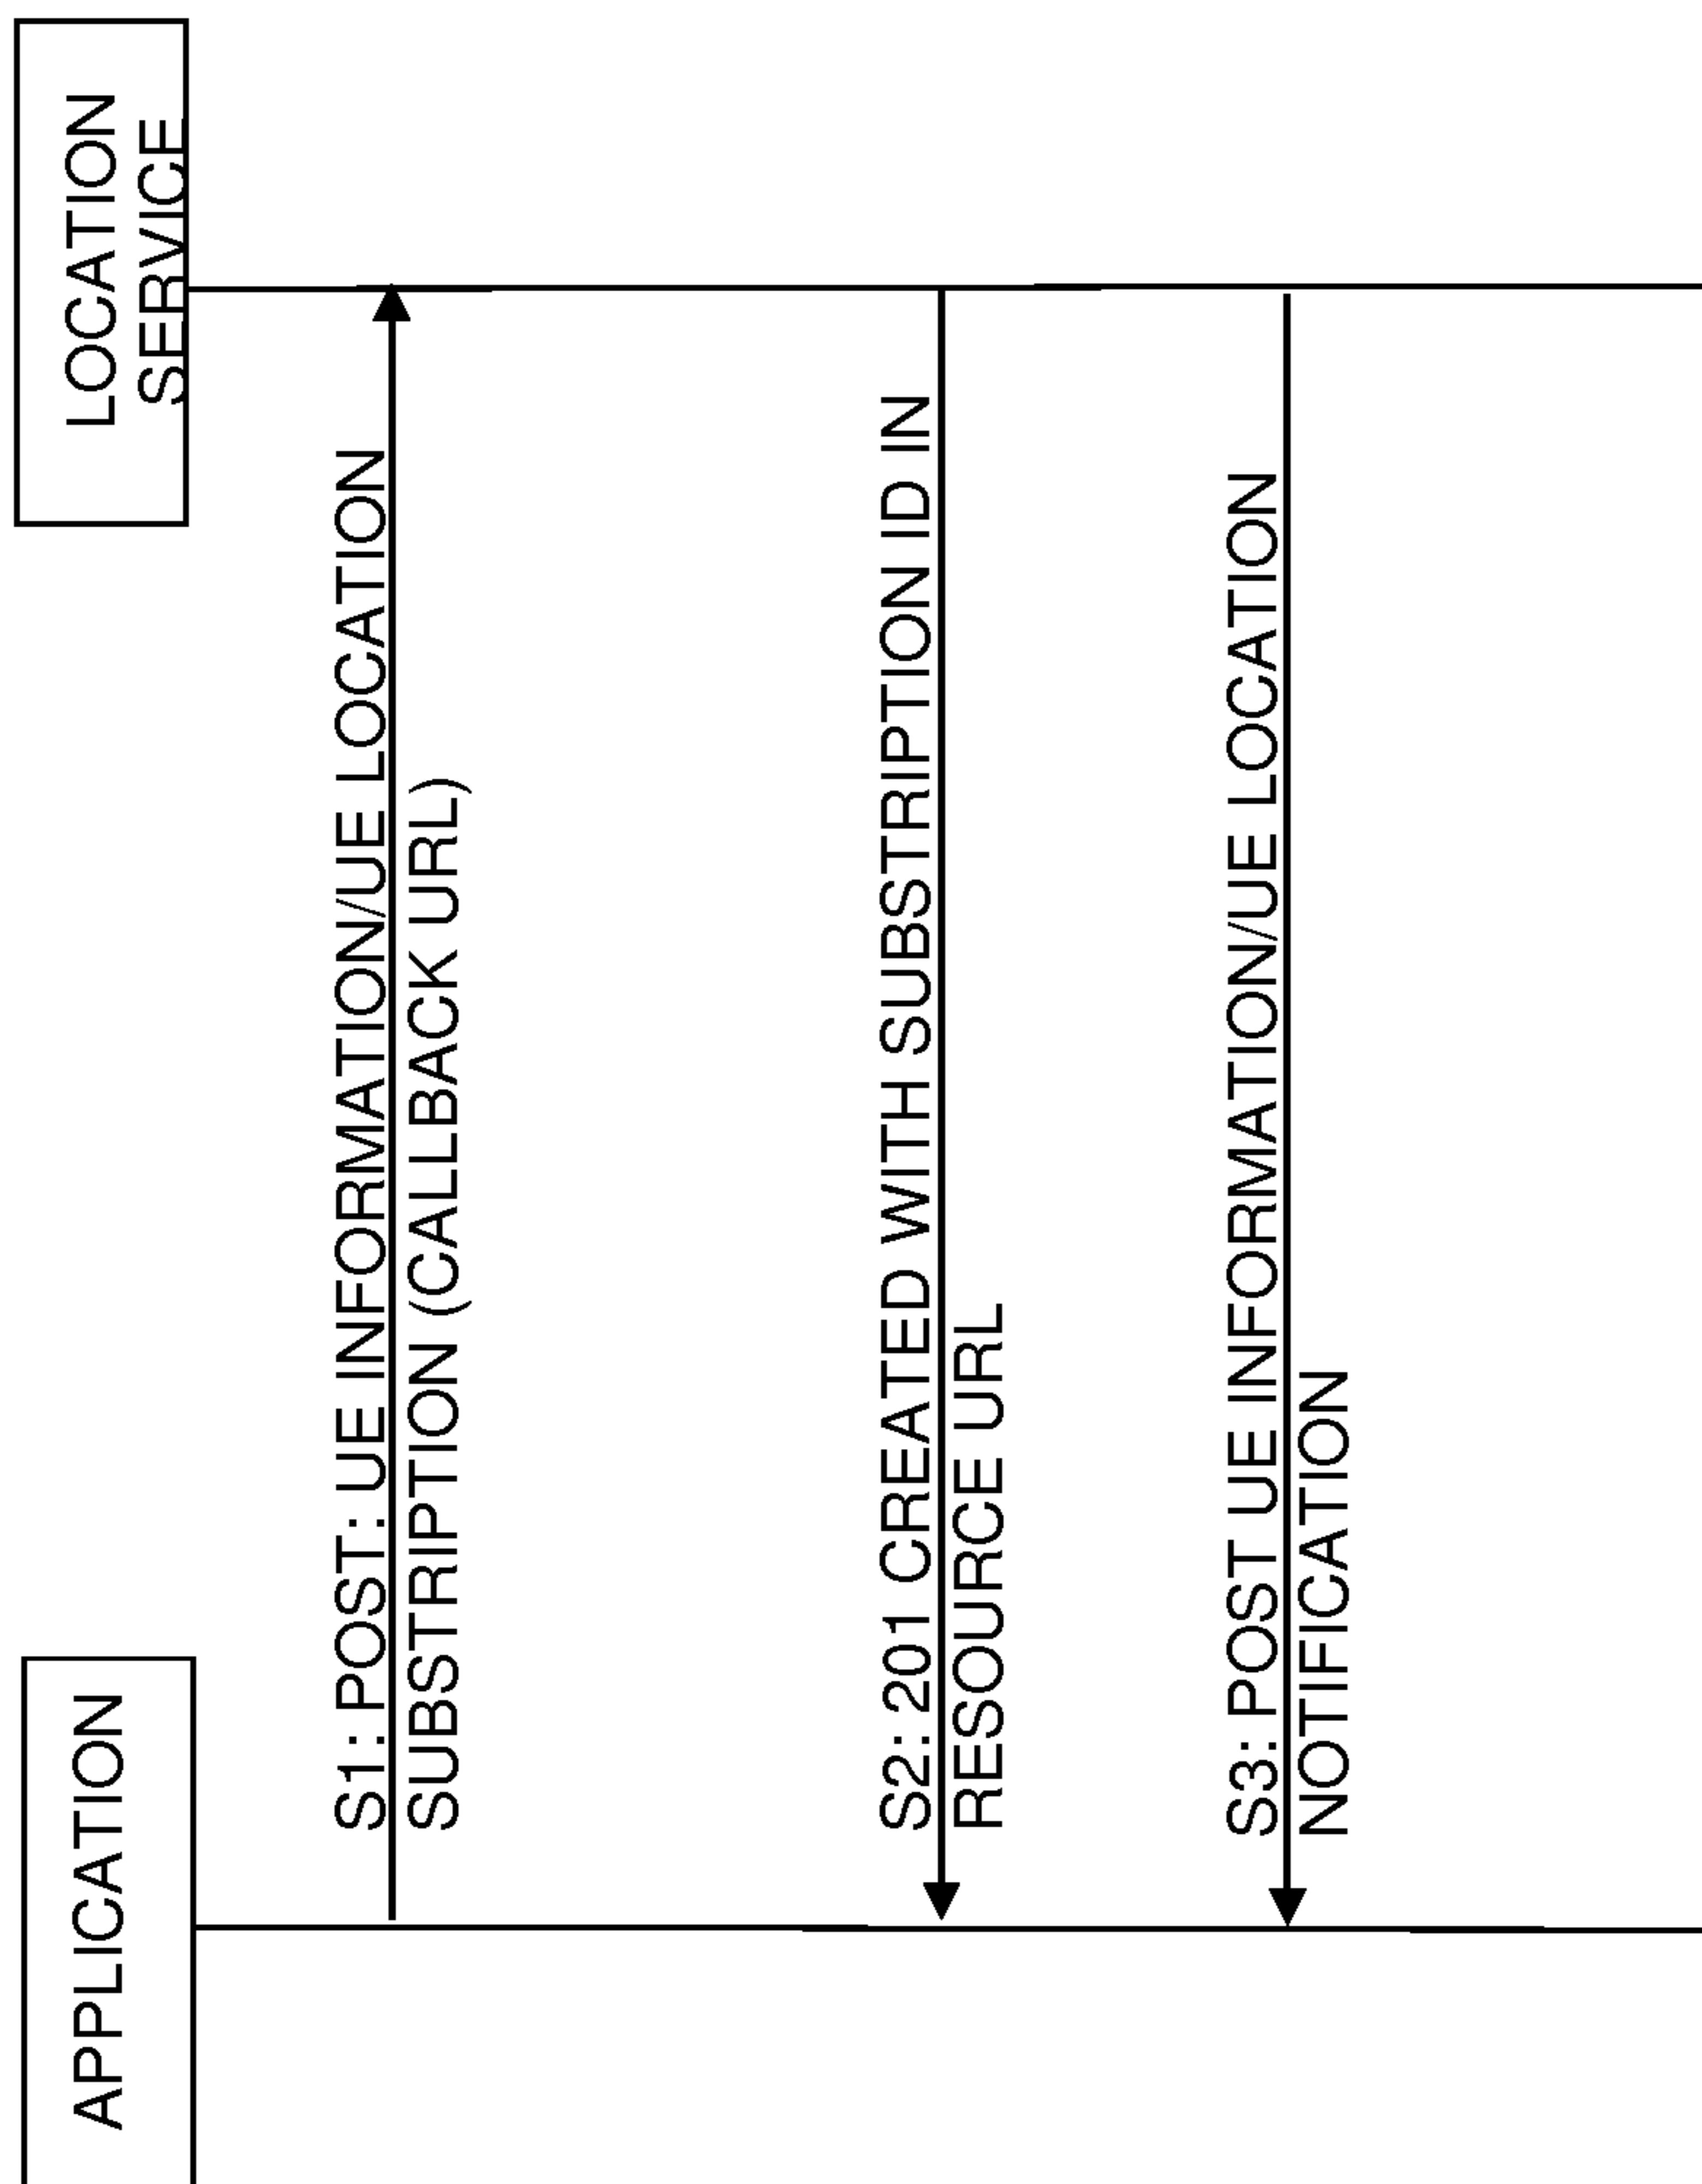 APPLICATION
LOCATION
SERVICE
S1: POST: UE INFORMATION/UE LOCATION
SUBSTRIPTION (CALLBACK URL)
S2: 201 CREATED WITH SUBSTRIPTION ID IN
RESOURCE URL
S3: POST UE INFORMATION/UE LOCATION
NOTIFICATION